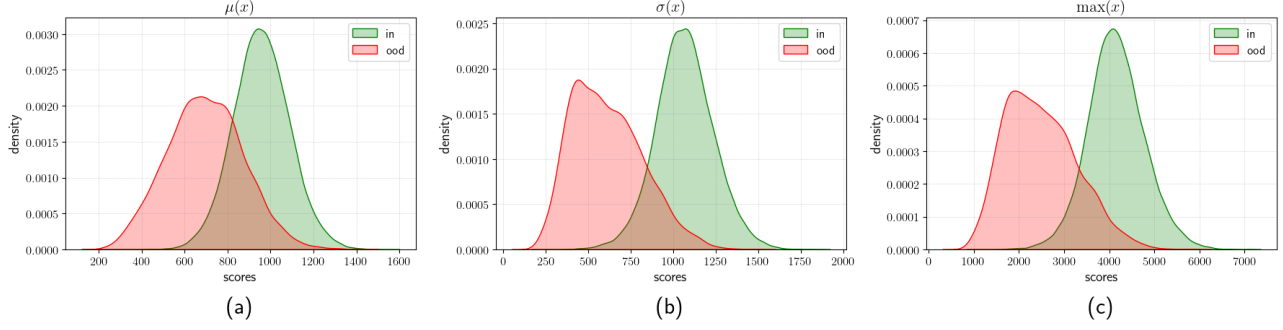 μ(x)
0.0030
0.0025
0.0020
0.0015
0.0010
0.0005
0.0000
density
in
ood
200 400 600 800 1000 1200 1400 1600
scores
(a)
σ(x)
0.0025
0.0020
0.0015
0.0010
0.0005
0.0000
density
in
ood
0 250 500 750 1000 1250 1500 1750 2000
scores
(b)
max(x)
0.0007
0.0006
0.0005
0.0004
0.0003
0.0002
0.0001
0.0000
density
in
ood
0 1000 2000 3000 4000 5000 6000 7000
scores
(c)